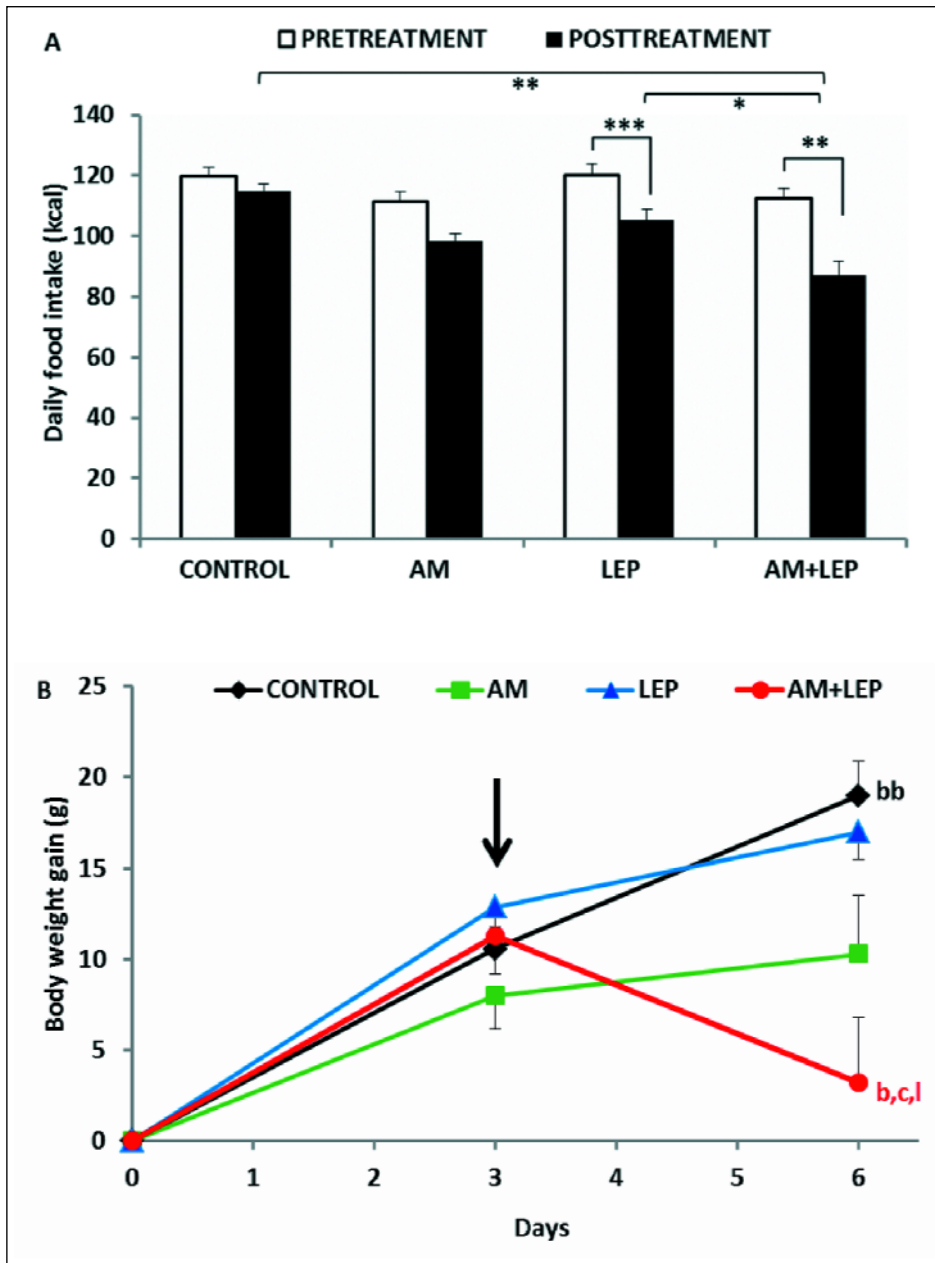 A
PRETREATMENT POSTTREATMENT
**
*
*** **
140
120
100
80
60
40
20
0
Daily food intake (kcal)
CONTROL AM LEP AM+LEP
B
CONTROL AM LEP AM+LEP
25
20
15
10
5
0
Body weight gain (g)
bb
b,c,l
0 1 2 3 4 5 6
Days